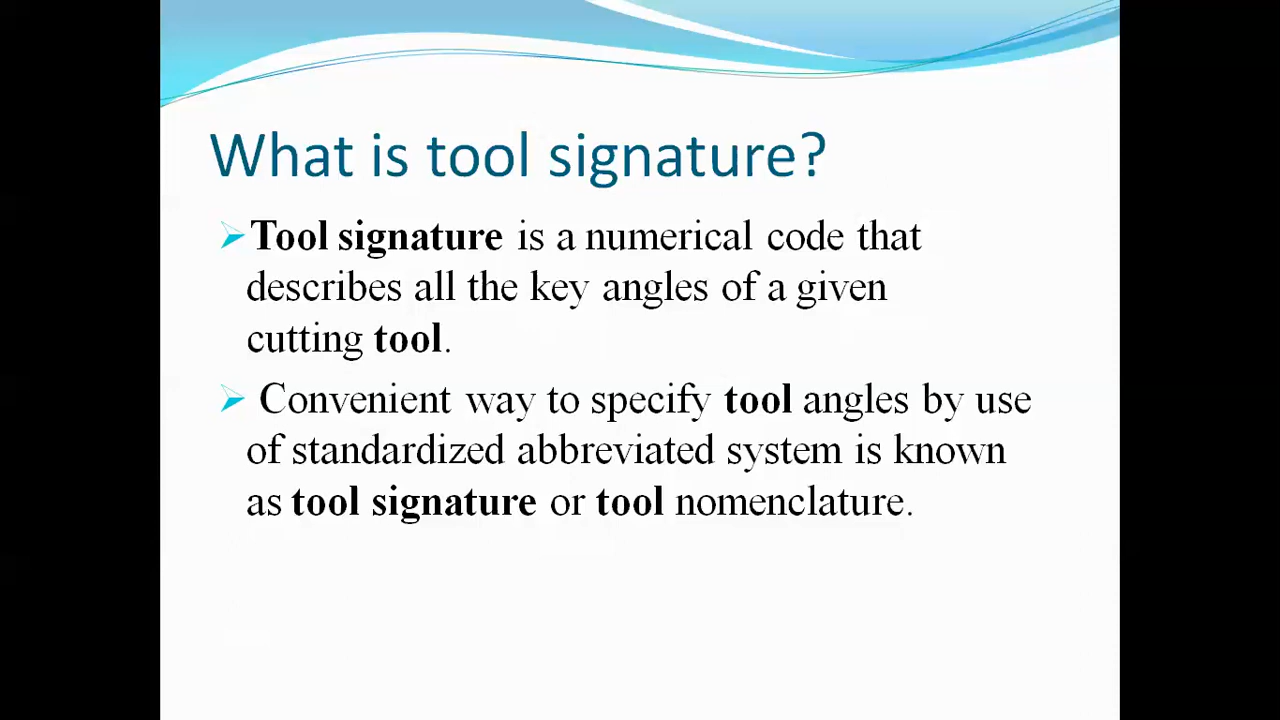 What is tool signature?
Tool signature is a numerical code that
describes all the key angles of a given
cutting tool.
Convenient way to specify tool angles by use
of standardized abbreviated system is known
as tool signature or tool nomenclature.